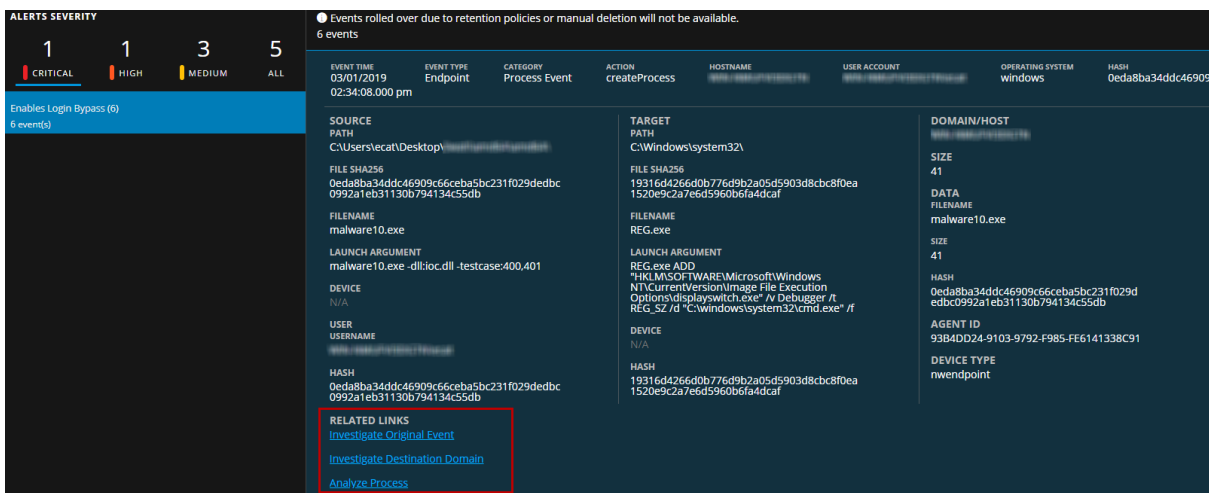 ALERTS SEVERITY
1
1
3
5
CRITICAL
HIGH
MEDIUM
ALL
Enables Login Bypass (6)
6 event(s)
Events rolled over due to retention policies or manual deletion will not be available.
6 events
EVENT TIME
03/01/2019
02:34:08.000 pm
EVENT TYPE
Endpoint
CATEGORY
Process Event
ACTION
createProcess
HOSTNAME
USER ACCOUNT
OPERATING SYSTEM
windows
HASH
0eda8ba34ddc46909
SOURCE
PATH
C:\Users\ecat\Desktop\
FILE SHA256
0eda8ba34ddc46909c66ceba5bc231f029dedbc
0992a1eb31130b794134c55db
FILENAME
malware10.exe
LAUNCH ARGUMENT
malware10.exe -dll:ioc.dll -testcase:400,401
DEVICE
N/A
USER
USERNAME
HASH
0eda8ba34ddc46909c66ceba5bc231f029dedbc
0992a1eb31130b794134c55db
TARGET
PATH
C:\Windows\system32\
FILE SHA256
19316d4266d0b776d9b2a05d5903d8cbc8f0ea
1520e9c2a7e6d5960b6fa4dcaf
FILENAME
REG.exe
LAUNCH ARGUMENT
REG.exe ADD
"HKLM\SOFTWARE\Microsoft\Windows
NT\CurrentVersion\Image File Execution
Options\displayswitch.exe" /v Debugger /t
REG_SZ /d "C:\windows\system32\cmd.exe" /f
DEVICE
N/A
HASH
19316d4266d0b776d9b2a05d5903d8cbc8f0ea
1520e9c2a7e6d5960b6fa4dcaf
DOMAIN/HOST
SIZE
41
DATA
FILENAME
malware10.exe
SIZE
41
HASH
0eda8ba34ddc46909c66ceba5bc231f029d
edbc0992a1eb31130b794134c55db
AGENT ID
93B4DD24-9103-9792-F985-FE6141338C91
DEVICE TYPE
nwendpoint
RELATED LINKS
Investigate Original Event
Investigate Destination Domain
Analyze Process